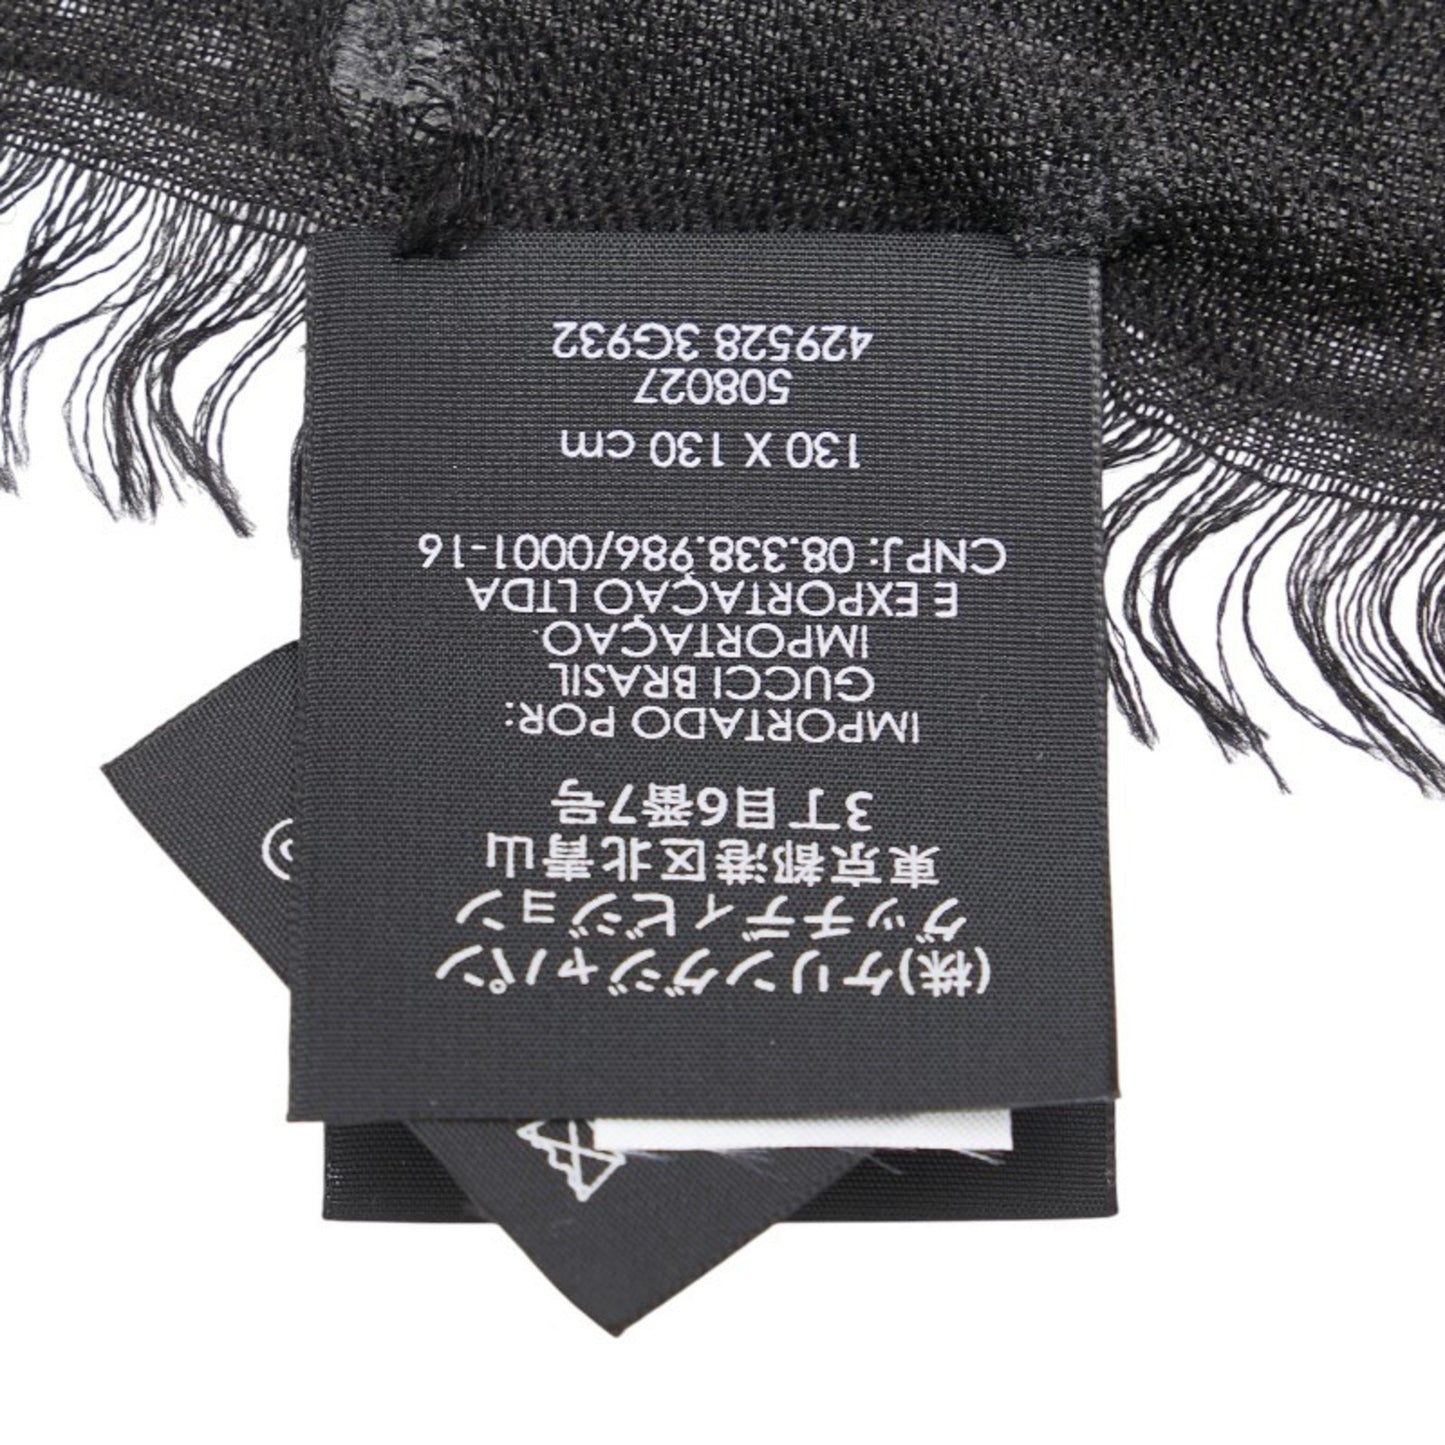 (株)ケリングジャパン
グッチディビジョン
東京都港区北青山
3丁目6番7号
IMPORTADO POR:
GUCCI BRASIL
IMPORTAÇAO
E EXPORTAÇAO LTDA
CNPJ: 08.338.986/0001-16
130 X 130 cm
508027
429528 3G932